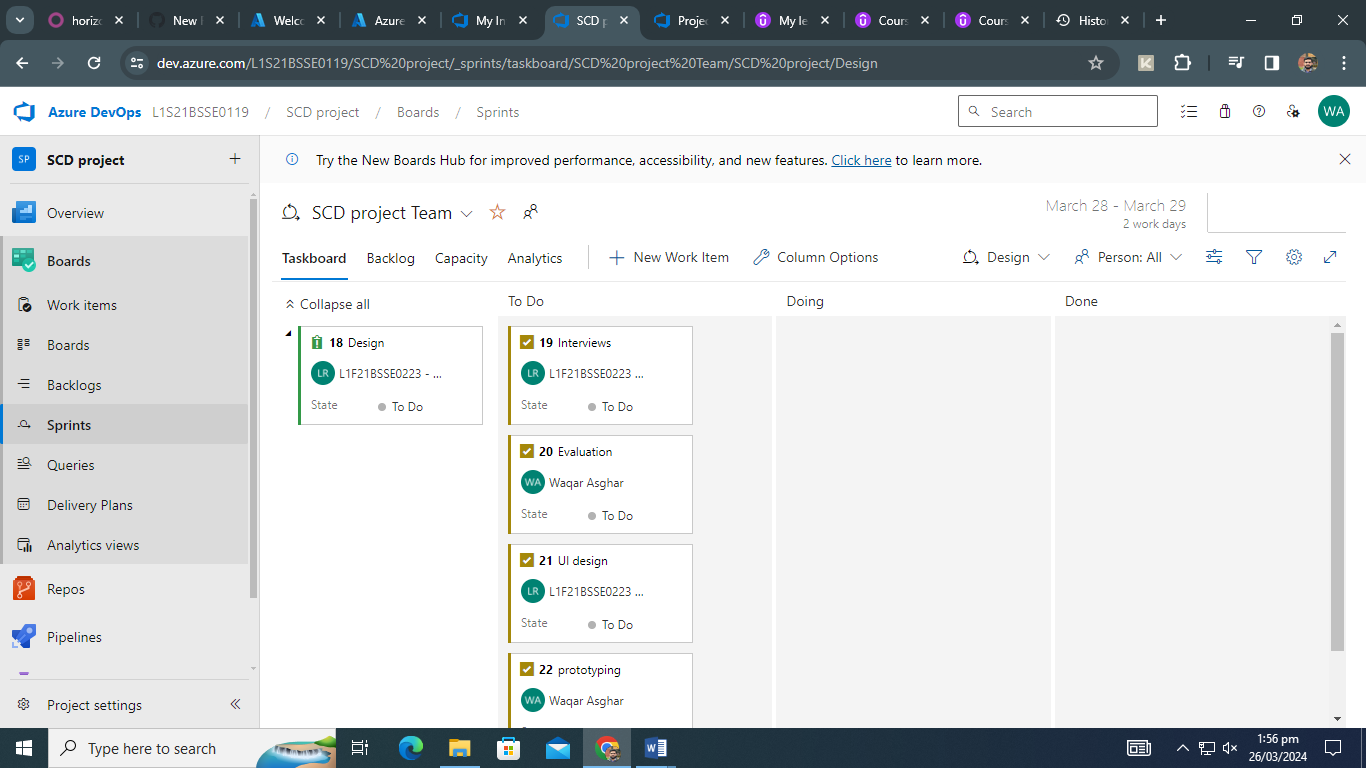 horizo
New I
Welco
Azure
My In
SCD p
Projec
My le
Cours
Cours
Histo
dev.azure.com/L1S21BSSE0119/SCD%20project/_sprints/taskboard/SCD%20project%20Team/SCD%20project/Design
K
Azure DevOps L1S21BSSE0119 / SCD project / Boards / Sprints
Search
WA
SP SCD project
Overview
Boards
Work items
Boards
Backlogs
Sprints
Queries
Delivery Plans
Analytics views
Repos
Pipelines
Project settings
Try the New Boards Hub for improved performance, accessibility, and new features. Click here to learn more.
SCD project Team
March 28 - March 29
2 work days
Taskboard Backlog Capacity Analytics New Work Item Column Options Design Person: All
Collapse all
To Do
Doing
Done
18 Design
LR L1F21BSSE0223 - ...
State To Do
19 Interviews
LR L1F21BSSE0223 ...
State To Do
20 Evaluation
WA Waqar Asghar
State To Do
21 UI design
LR L1F21BSSE0223 ...
State To Do
22 prototyping
WA Waqar Asghar
Type here to search
1:56 pm
26/03/2024